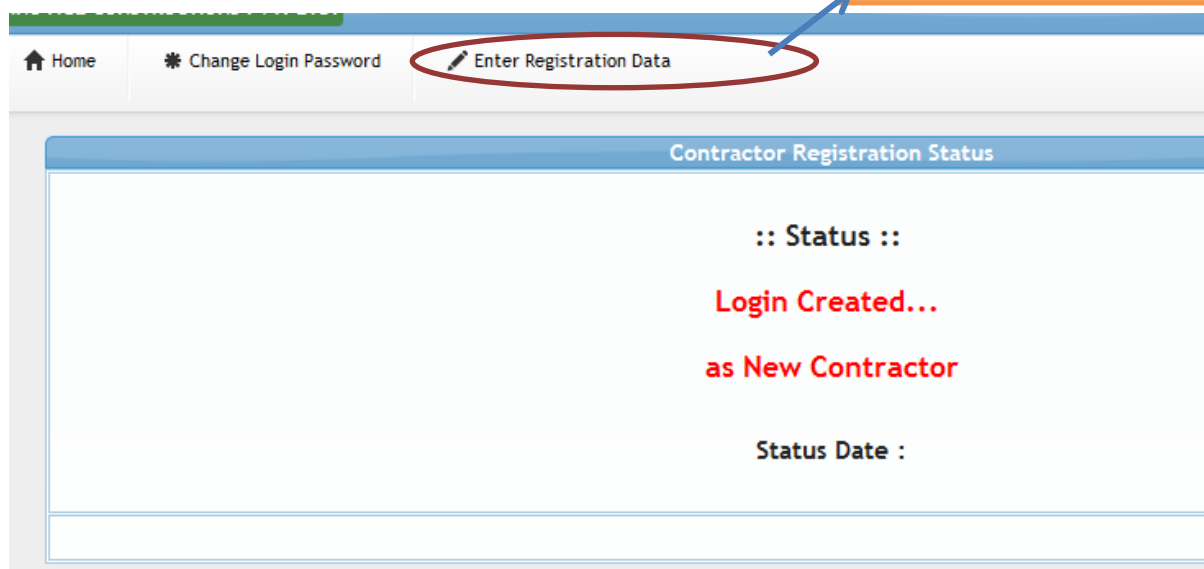 Home
Change Login Password
Enter Registration Data
Contractor Registration Status
:: Status ::
Login Created...
as New Contractor
Status Date :